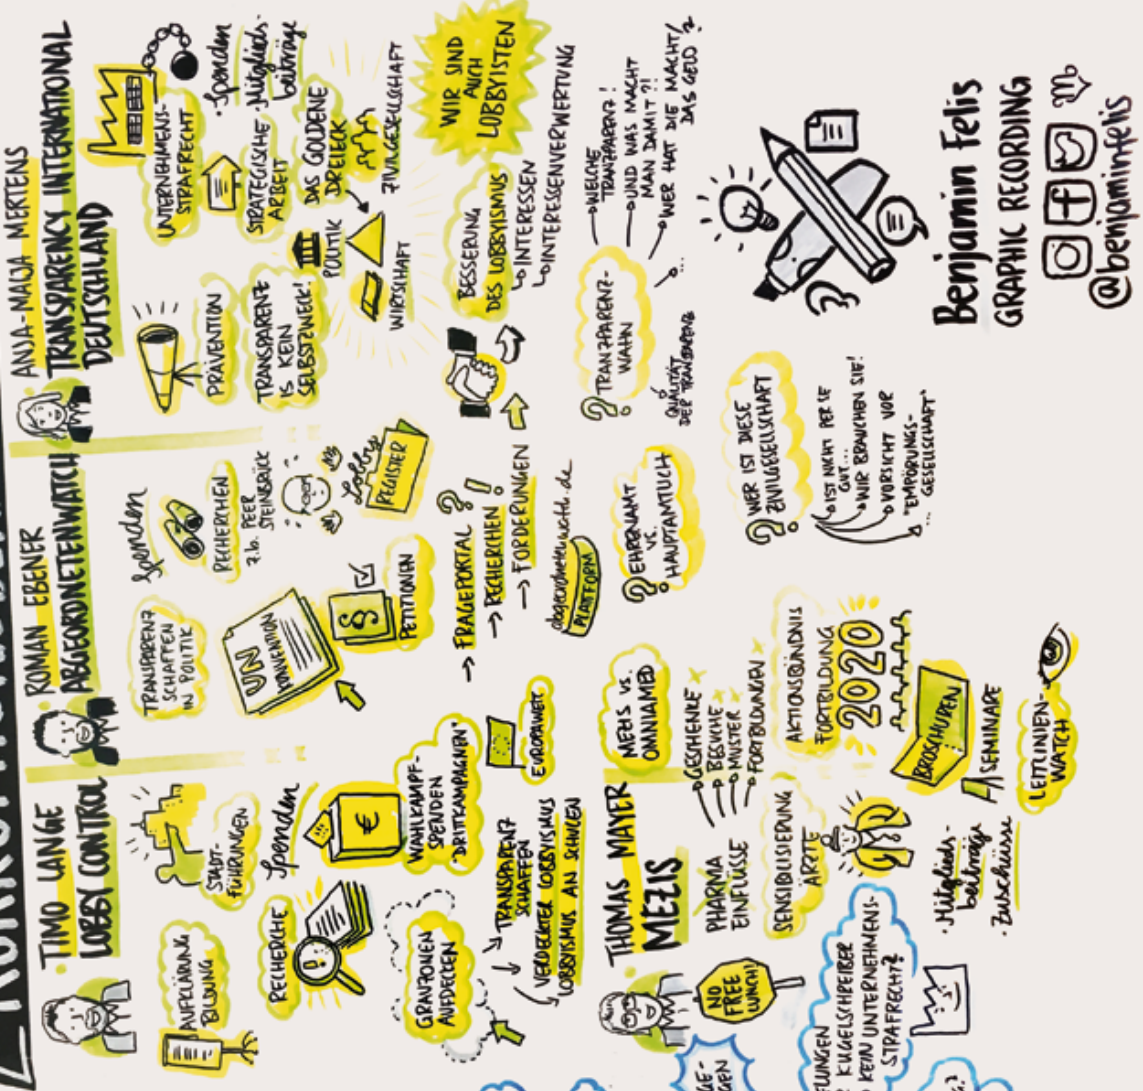 TIMO LANGE
LOBBY CONTROL
AUFKLÄRUNG
BILDUNG
STADT-
FÜHRUNGEN
RECHERCHE
Spenden
WAHLKAMPF-
SPENDEN
"DRITTKAMPAGNEN"
€
GRAUZONEN
AUFDECKEN
TRANSPARENZ
SCHAFFEN
VERDECKTER LOBBYISMUS
LOBBYISMUS AN SCHULEN
EUROPAWEIT
ROMAN EBENER
ABGEORDNETENWATCH
TRANSPARENZ
SCHAFFEN
IN POLITIK
Spenden
RECHERCHEN
z.b. PEER
STEINBRÜCK
UN
KONVENTION
§
PETITIONEN
Lobby
REGISTER
→ FRAGEPORTAL
→ RECHERCHEN
→ FORDERUNGEN
?!
abgeordnetenwatch.de
PLATTFORM
ANJA-MAIJA MERTENS
TRANSPARENCY INTERNATIONAL
DEUTSCHLAND
PRÄVENTION
UNTERNEHMENS-
STRAFRECHT
• Spenden
• Mitglieds-
beiträge
TRANSPARENZ
IS KEIN
SELBSTZWECK!
STRATEGISCHE
ARBEIT
POLITIK
DAS GOLDENE
DREIECK
WIRTSCHAFT
ZIVILGESELLSCHAFT
BESSERUNG
DES LOBBYISMUS
INTERESSEN
INTERESSENVERWERTUNG
WIR SIND
AUCH
LOBBYISTEN
THOMAS MAYER
MEZIS
NO
FREE
LUNCH!
PHARMA
EINFLÜSSE
MEZIS VS.
OMNIAMED
GESCHENKE
BESUCHE
MUSTER
FORTBILDUNGEN
SENSIBILISIERUNG
ÄRZTE
AKTIONSBÜNDNIS
FORTBILDUNG
2020
• Mitglieds-
beiträge
• Zuschüsse
BROSCHÜREN
SEMINARE
LEITLINIEN-
WATCH
KUGELSCHREIBER
KEIN UNTERNEHMENS-
STRAFRECHT?
? EHRENAMT
VS.
HAUPTAMTUCH
? TRANZPARENZ-
WAHN
WELCHE
TRANZPARENZ!
UND WAS MACHT
MAN DAMIT?!
WER HAT DIE MACHT/
DAS GELD?
...
QUALITÄT
DER TRANSPARENZ
? WER IST DIESE
ZIVILGESELLSCHAFT
IST NICHT PER SE
GUT...
WIR BRAUCHEN SIE!
VORSICHT VOR
"EMPÖRUNGS-
GESELLSCHAFT"
...
Benjamin Felis
GRAPHIC RECORDING
@benjaminfelis